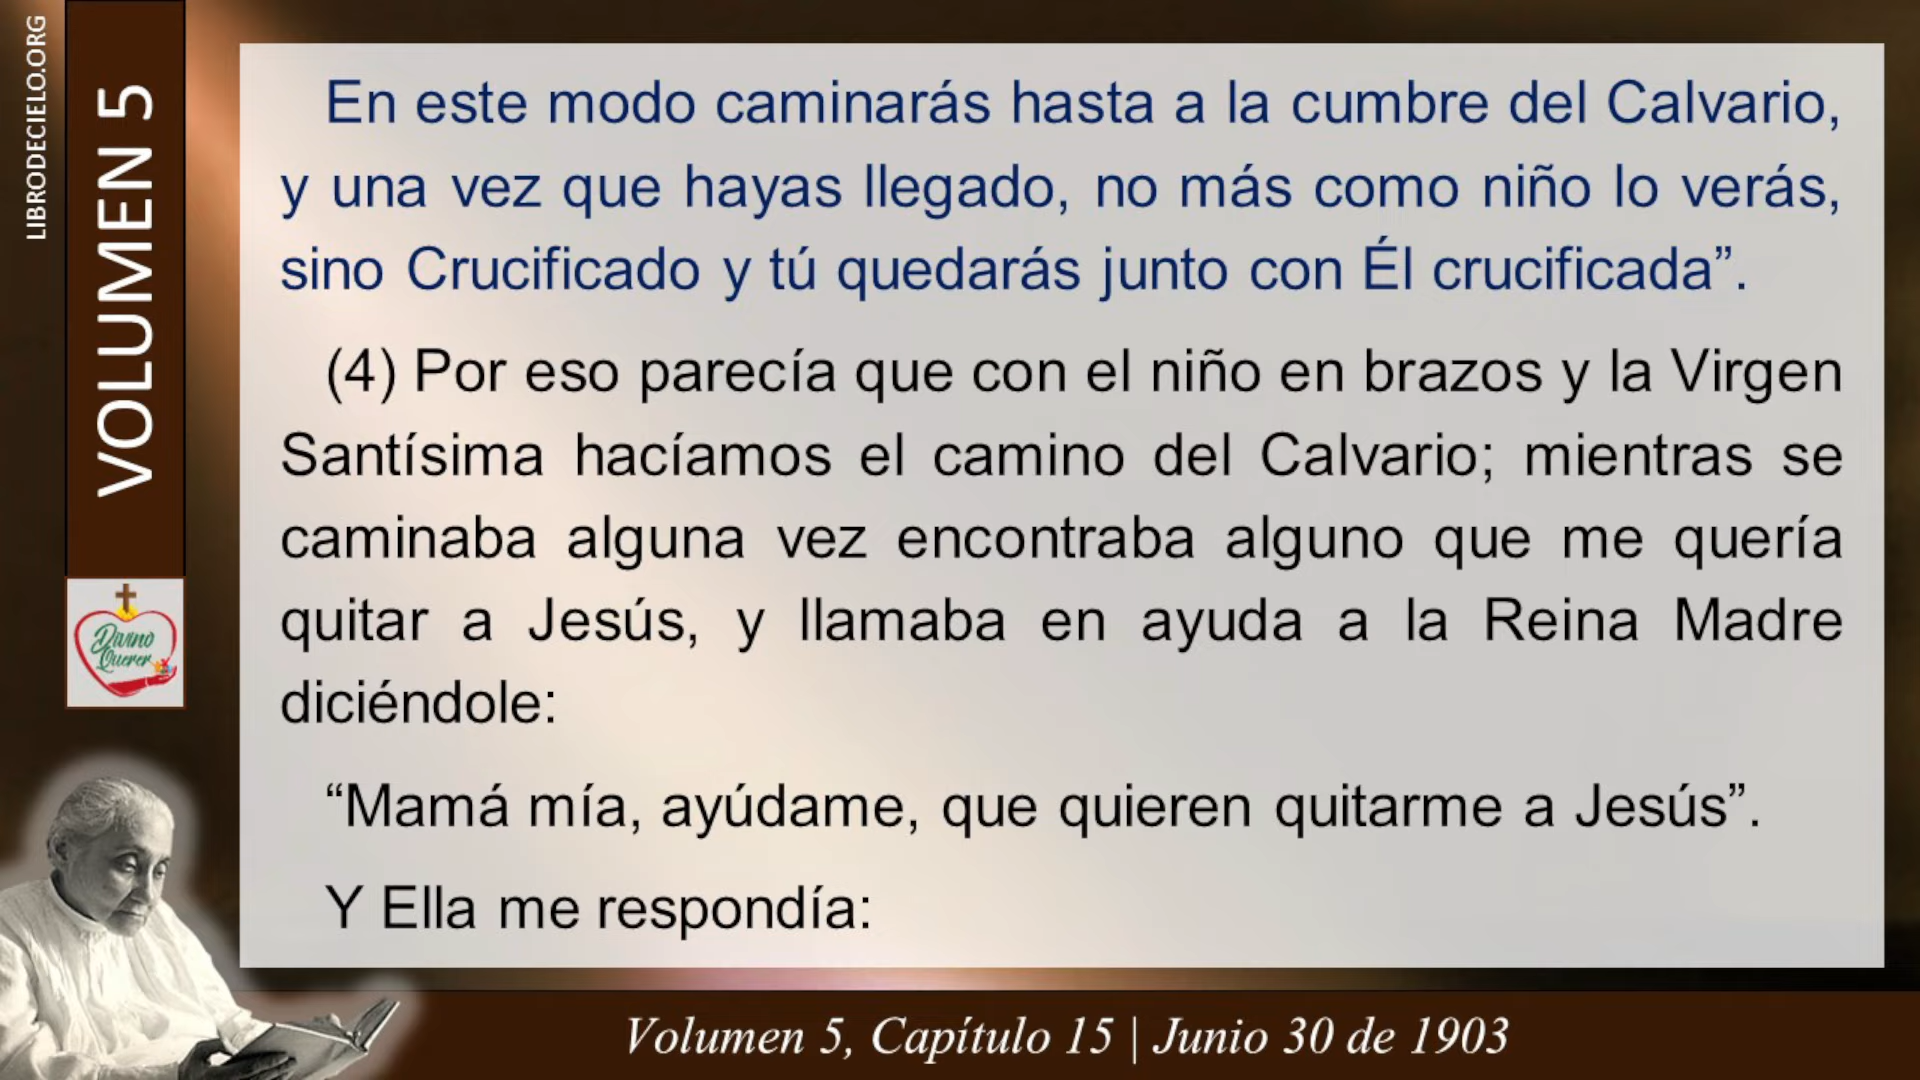 LIBRODECIELO.ORG
VOLUMEN 5
Divino
Querer
En este modo caminarás hasta a la cumbre del Calvario,
y una vez que hayas llegado, no más como niño lo verás,
sino Crucificado y tú quedarás junto con Él crucificada”.
(4) Por eso parecía que con el niño en brazos y la Virgen
Santísima hacíamos el camino del Calvario; mientras se
caminaba alguna vez encontraba alguno que me quería
quitar a Jesús, y llamaba en ayuda a la Reina Madre
diciéndole:
“Mamá mía, ayúdame, que quieren quitarme a Jesús”.
Y Ella me respondía:
Volumen 5, Capítulo 15 | Junio 30 de 1903